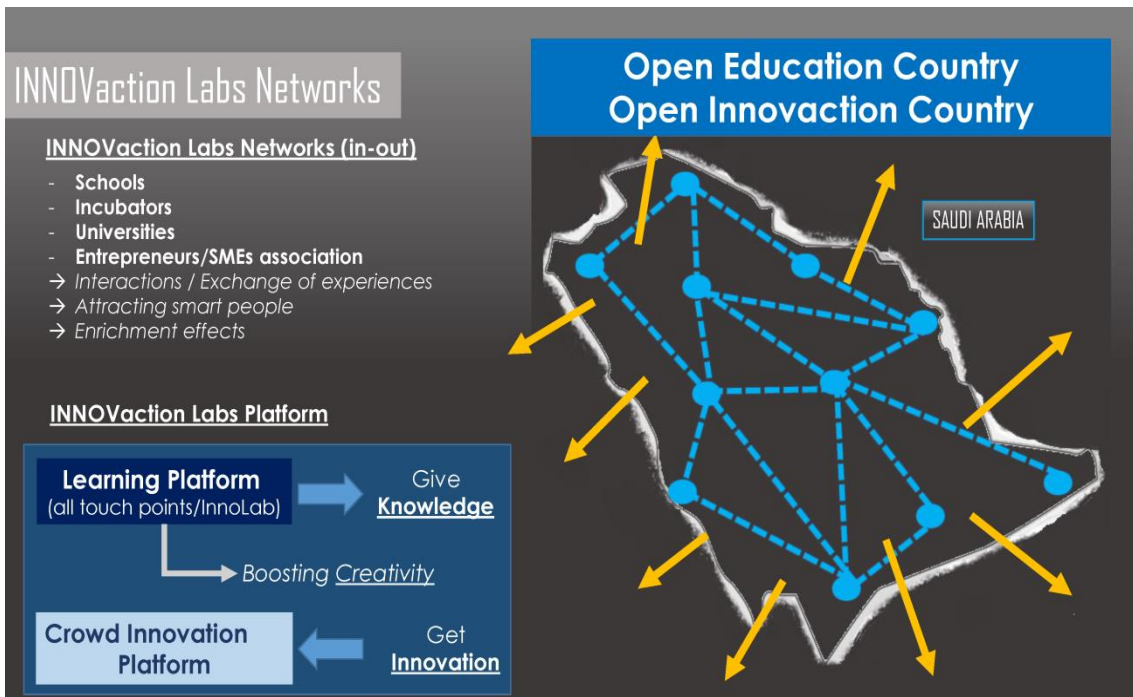 INNOVaction Labs Networks
INNOVaction Labs Networks (in-out)
- Schools
- Incubators
- Universities
- Entrepreneurs/SMEs association
→ Interactions / Exchange of experiences
→ Attracting smart people
→ Enrichment effects
INNOVaction Labs Platform
Learning Platform
(all touch points/InnoLab)
Give
Knowledge
Boosting Creativity
Crowd Innovation
Platform
Get
Innovation
Open Education Country
Open Innovaction Country
SAUDI ARABIA